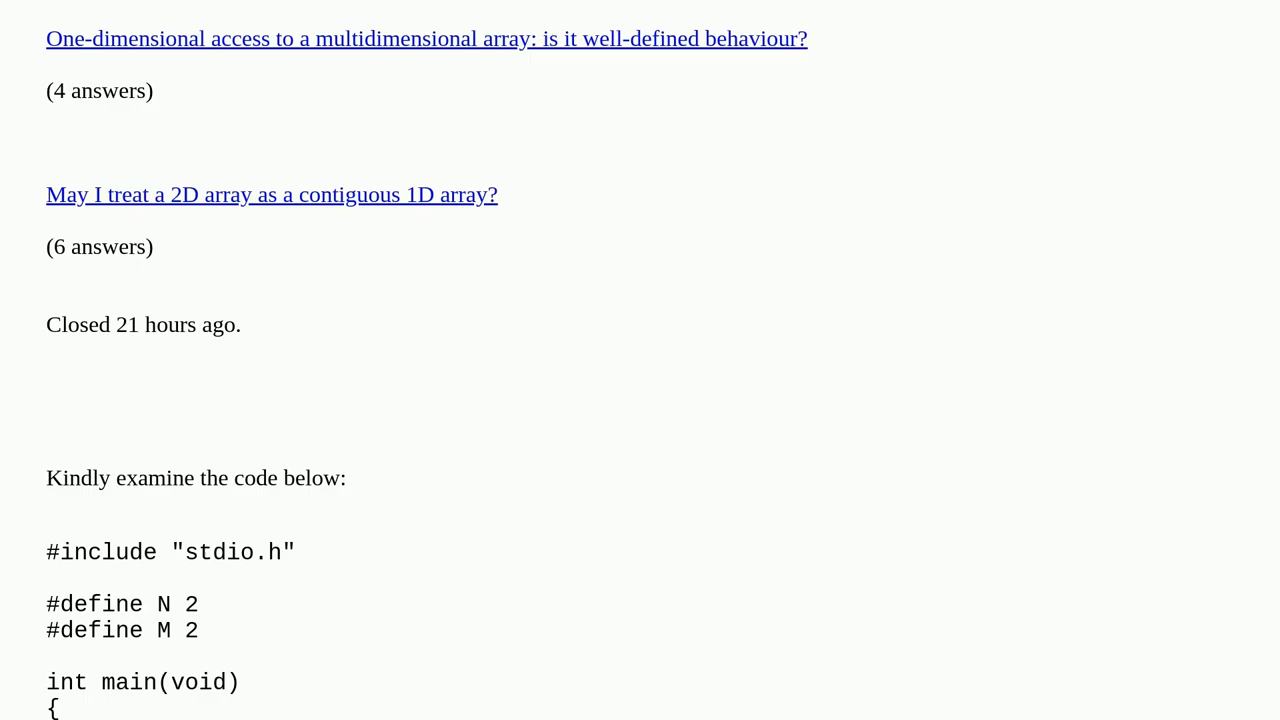 One-dimensional access to a multidimensional array: is it well-defined behaviour?
(4 answers)
May I treat a 2D array as a contiguous 1D array?
(6 answers)
Closed 21 hours ago.
Kindly examine the code below:
#include "stdio.h"
#define N 2
#define M 2
int main(void)
{